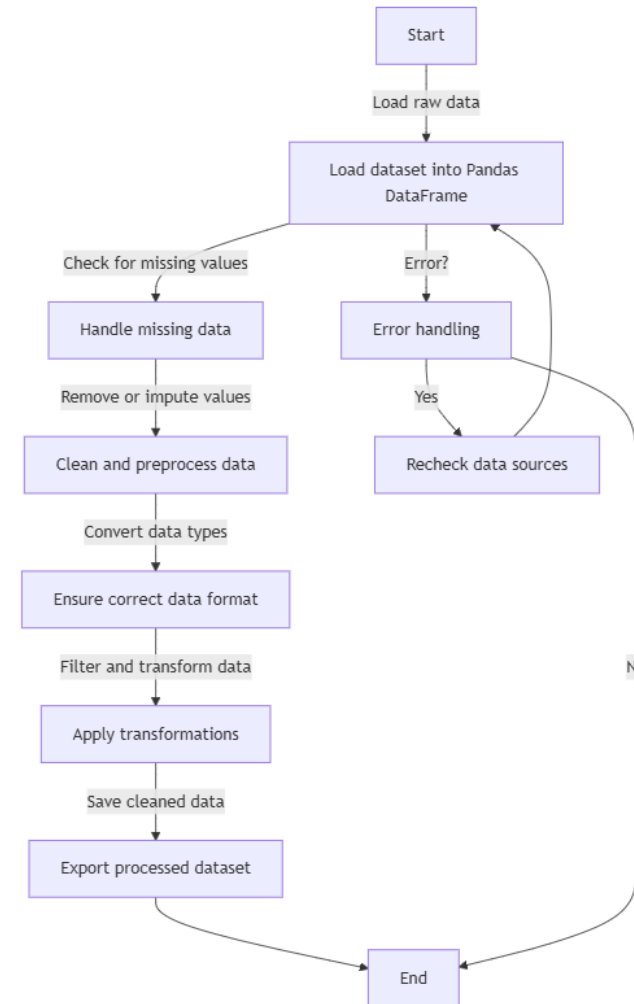 Start
Load raw data
Load dataset into Pandas
DataFrame
Check for missing values
Error?
Handle missing data
Error handling
Remove or impute values
Yes
Clean and preprocess data
Recheck data sources
Convert data types
Ensure correct data format
Filter and transform data
N
Apply transformations
Save cleaned data
Export processed dataset
End